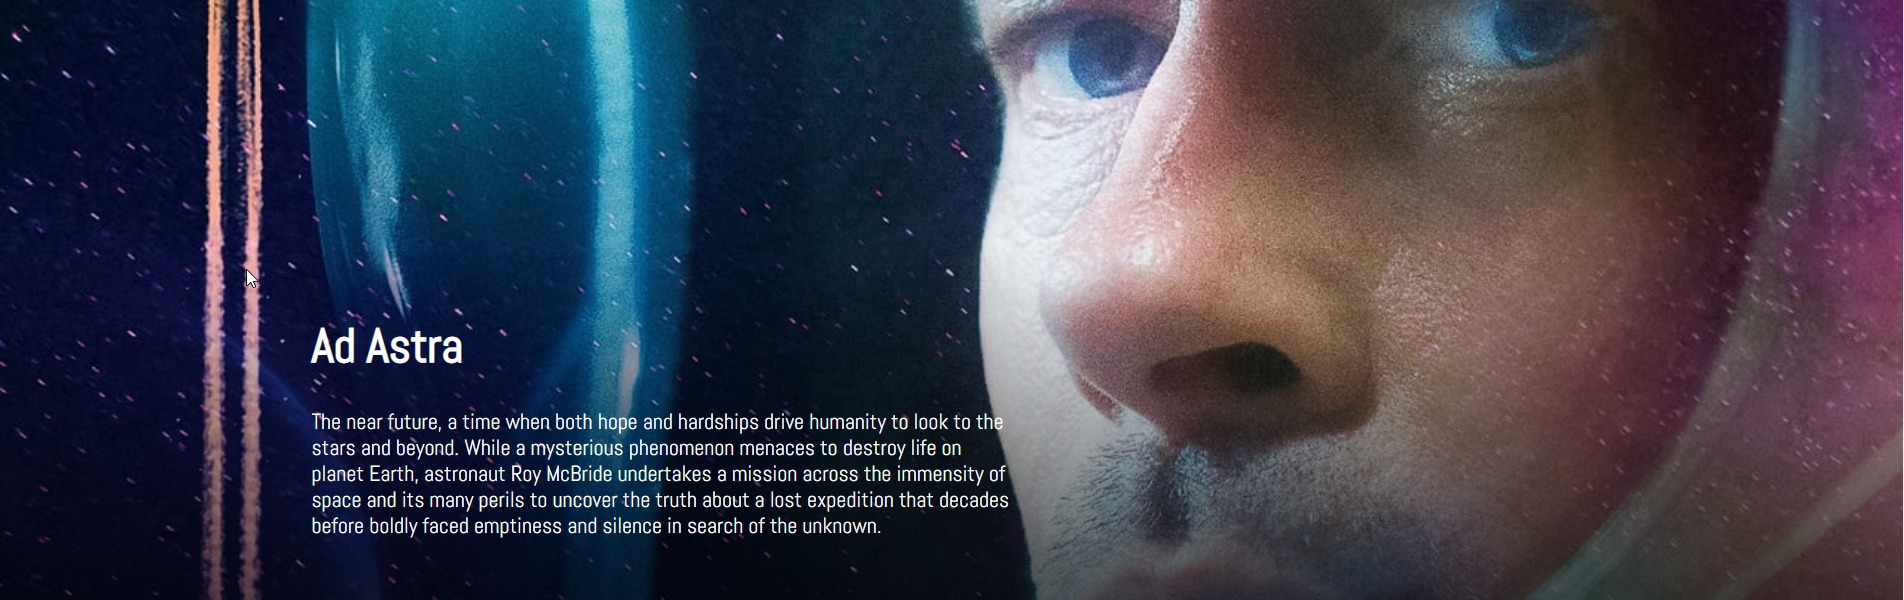 Ad Astra
The near future, a time when both hope and hardships drive humanity to look to the
stars and beyond. While a mysterious phenomenon menaces to destroy life on
planet Earth, astronaut Roy McBride undertakes a mission across the immensity of
space and its many perils to uncover the truth about a lost expedition that decades
before boldly faced emptiness and silence in search of the unknown.